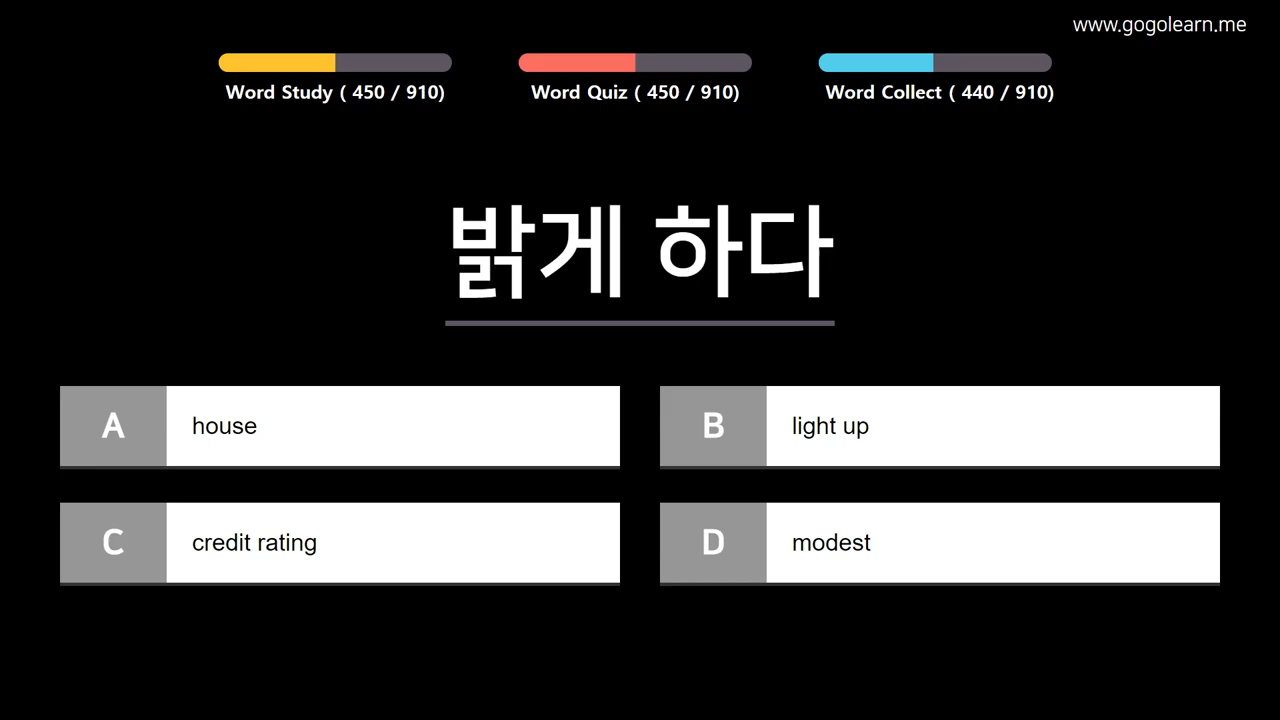 www.gogolearn.me
Word Study ( 450 / 910)
Word Quiz ( 450 / 910)
Word Collect ( 440 / 910)
밝게 하다
A house
B light up
C credit rating
D modest